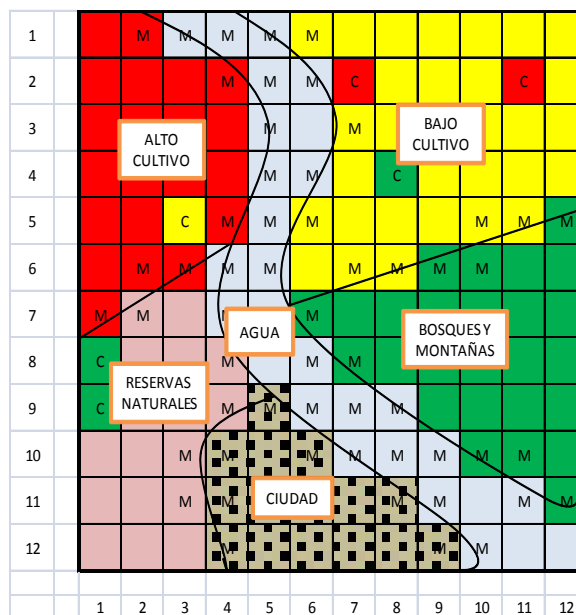 1 M M M M M
2 M M M C C
3 M M
ALTO CULTIVO
BAJO CULTIVO
4 M M C
5 C M M M M M M
6 M M M M M M M M
7 M M M M
AGUA
BOSQUES Y MONTAÑAS
8 C M M M
RESERVAS NATURALES
9 C M M M M M
10 M M M M M M M M
CIUDAD
11 M M M M M M
12 M M M
1 2 3 4 5 6 7 8 9 10 11 12